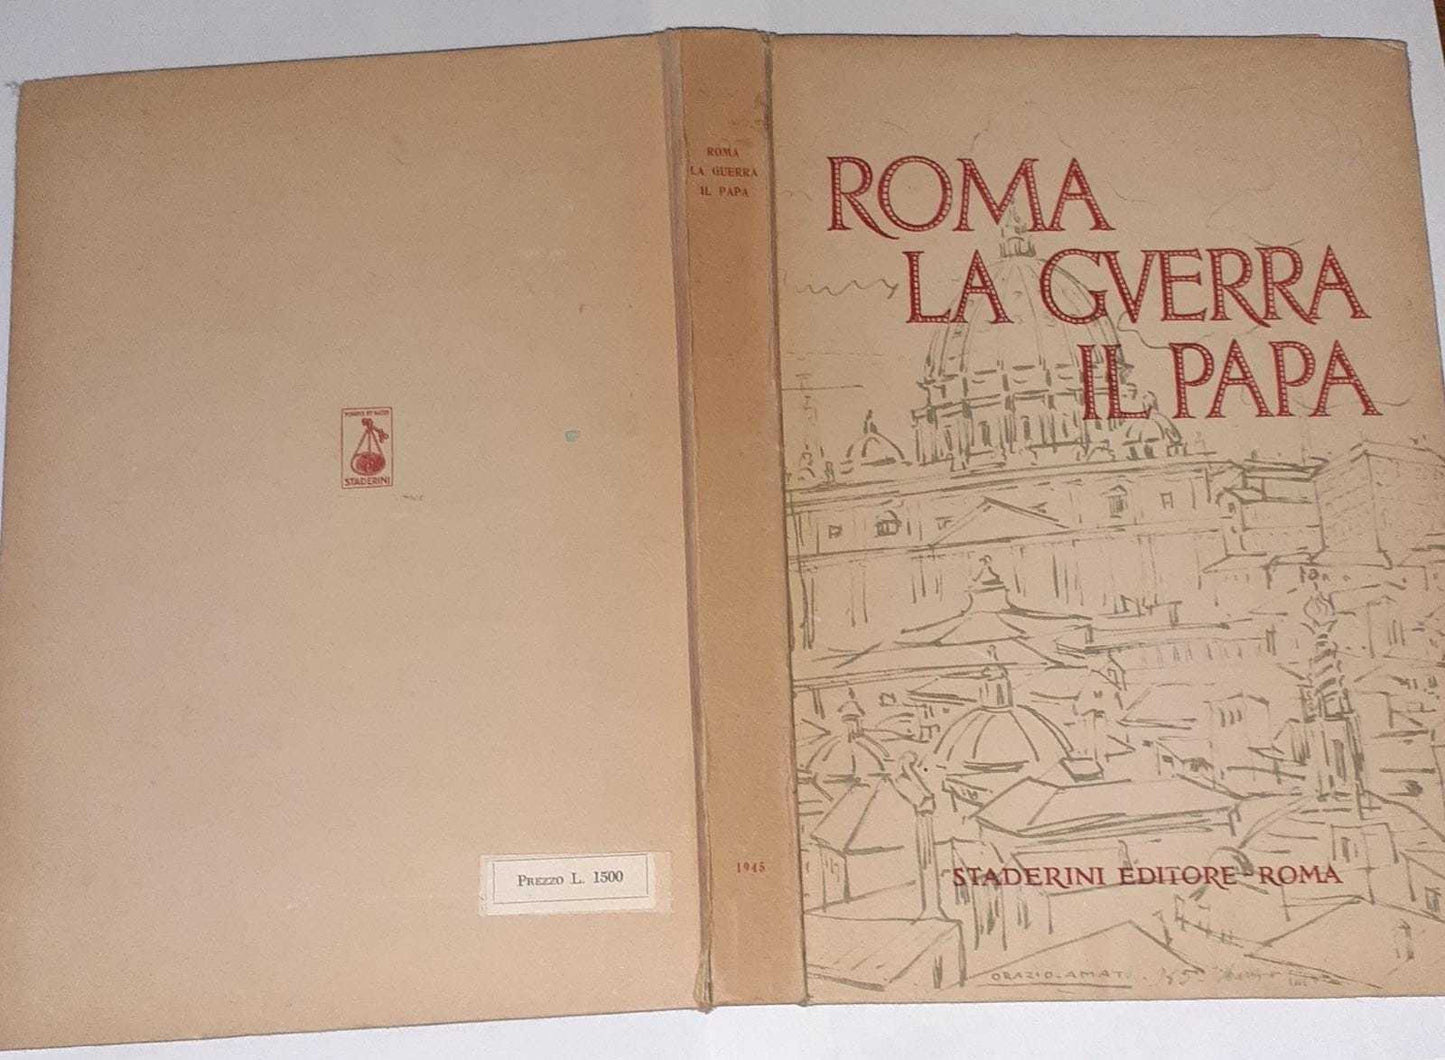 STADERINI
PREZZO L. 1500
ROMA
LA GUERRA
IL PAPA
1945
ROMA
LA GVERRA
IL PAPA
STADERINI EDITORE - ROMA
ORAZIO·AMATI. '45